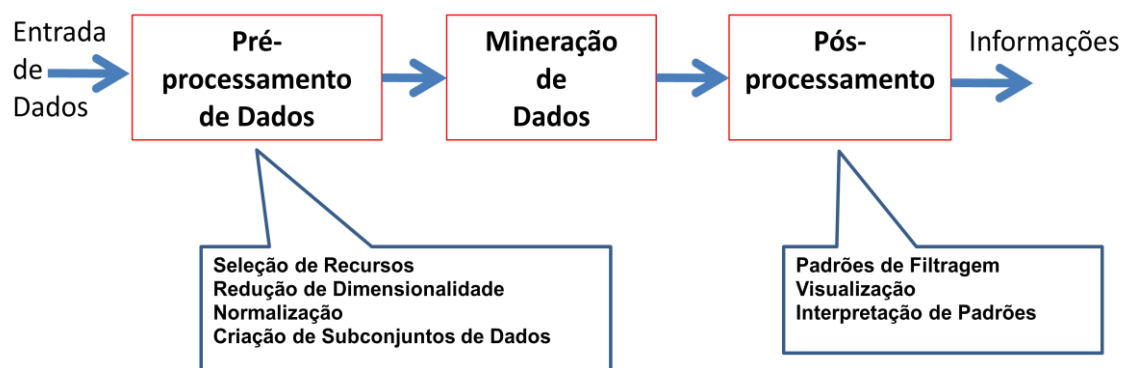 Entrada
de
Dados
Pré-
processamento
de Dados
Mineração
de
Dados
Pós-
processamento
Informações
Seleção de Recursos
Redução de Dimensionalidade
Normalização
Criação de Subconjuntos de Dados
Padrões de Filtragem
Visualização
Interpretação de Padrões